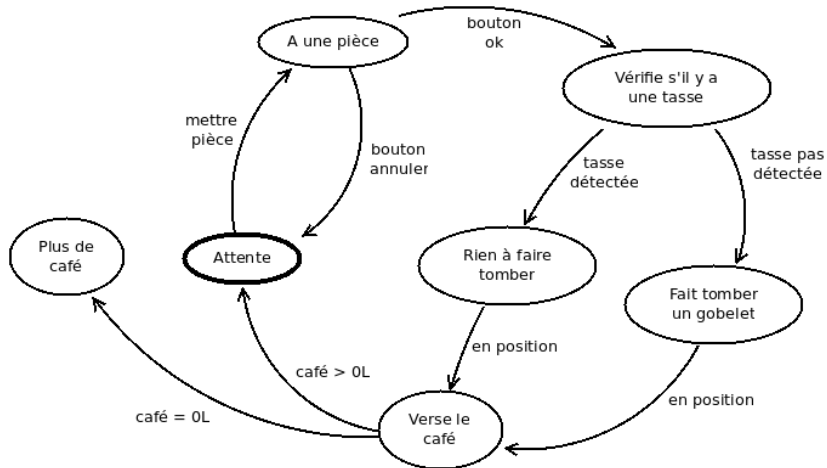 A une pièce
bouton
ok
Vérifie s'il y a
une tasse
mettre
pièce
bouton
annuler
tasse
détectée
tasse pas
détectée
Plus de
café
Attente
Rien à faire
tomber
Fait tomber
un gobelet
en position
café > 0L
café = 0L
Verse le
café
en position